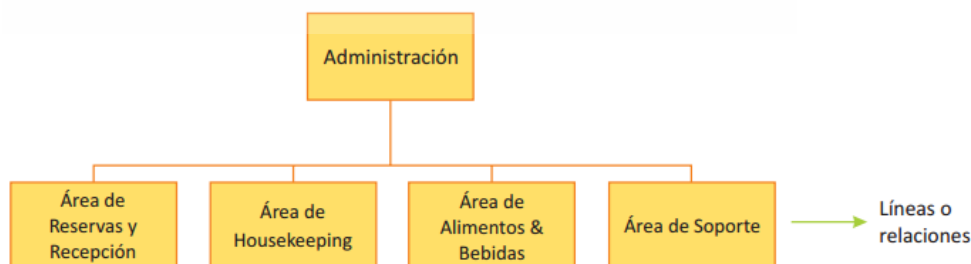 Administración
Área de
Reservas y
Recepción
Área de
Housekeeping
Área de
Alimentos &
Bebidas
Área de Soporte
Líneas o
relaciones